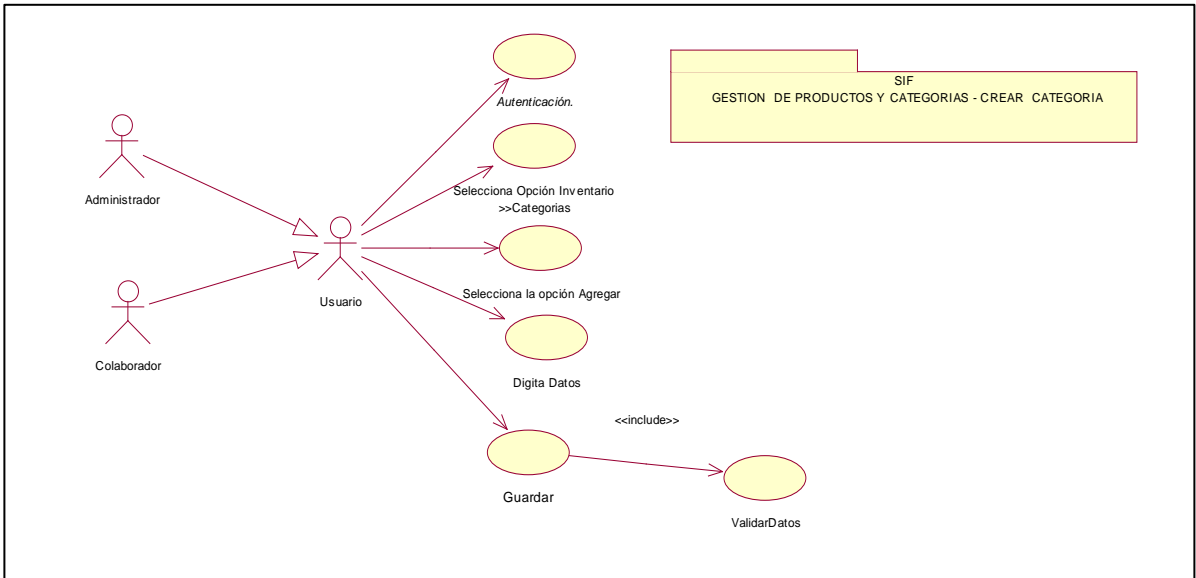 SIF
GESTION DE PRODUCTOS Y CATEGORIAS - CREAR CATEGORIA
Autenticación.
Administrador
Selecciona Opción Inventario
>>Categorias
Usuario
Selecciona la opción Agregar
Colaborador
Digita Datos
<<include>>
Guardar
ValidarDatos